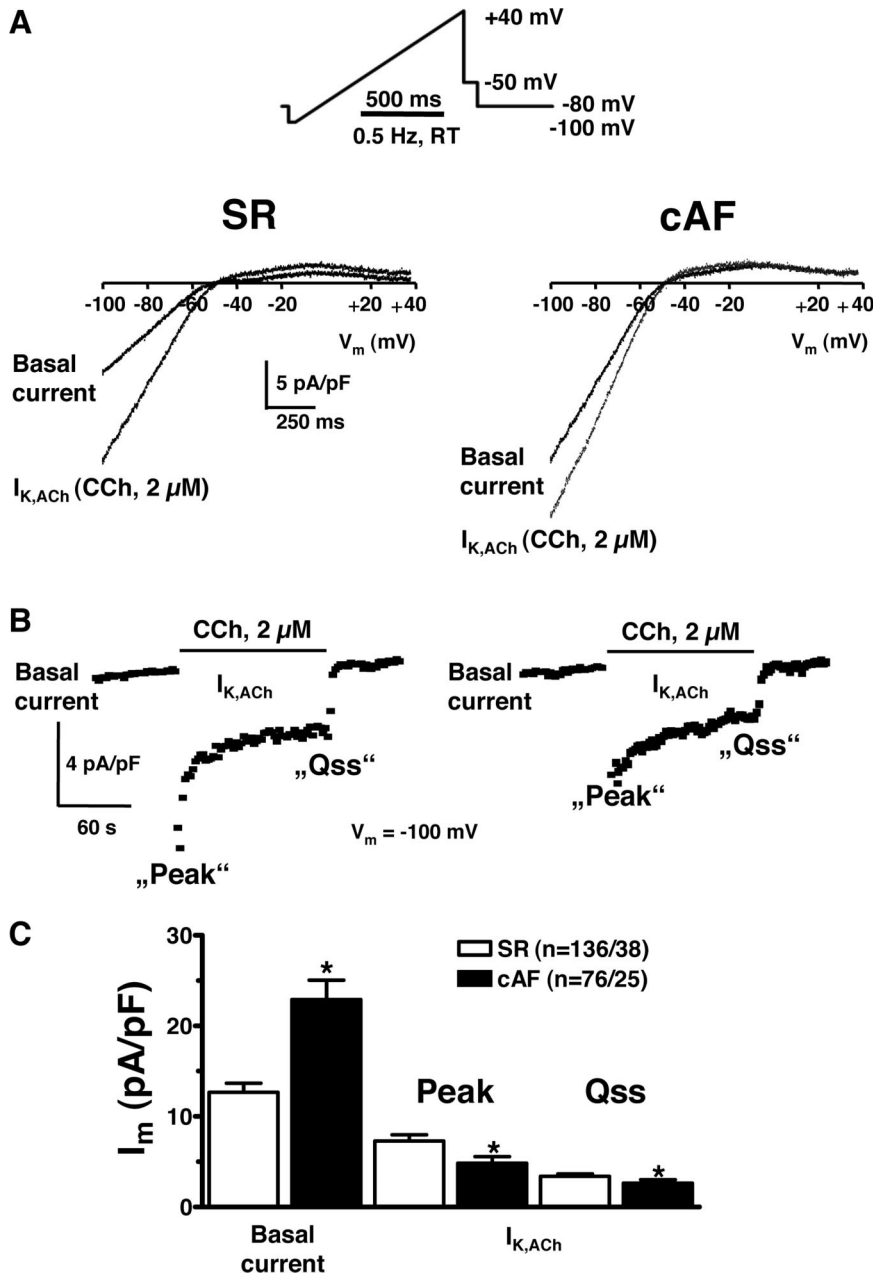 A
+40 mV
-50 mV
500 ms
-80 mV
0.5 Hz, RT
-100 mV
SR
cAF
-100 -80 -60 -40 -20 +20 +40
-100 -80 -60 -40 -20 +20 +40
Vm (mV)
Vm (mV)
Basal
current
5 pA/pF
250 ms
IK,ACh (CCh, 2 µM)
Basal
current
IK,ACh (CCh, 2 µM)
B
CCh, 2 µM
CCh, 2 µM
Basal
current
IK,ACh
Basal
current
IK,ACh
4 pA/pF
60 s
„Qss“
„Peak“
Vm = -100 mV
„Qss“
„Peak“
C
30
20
10
0
Im (pA/pF)
SR (n=136/38)
cAF (n=76/25)
*
Peak
Qss
*
*
Basal
current
IK,ACh